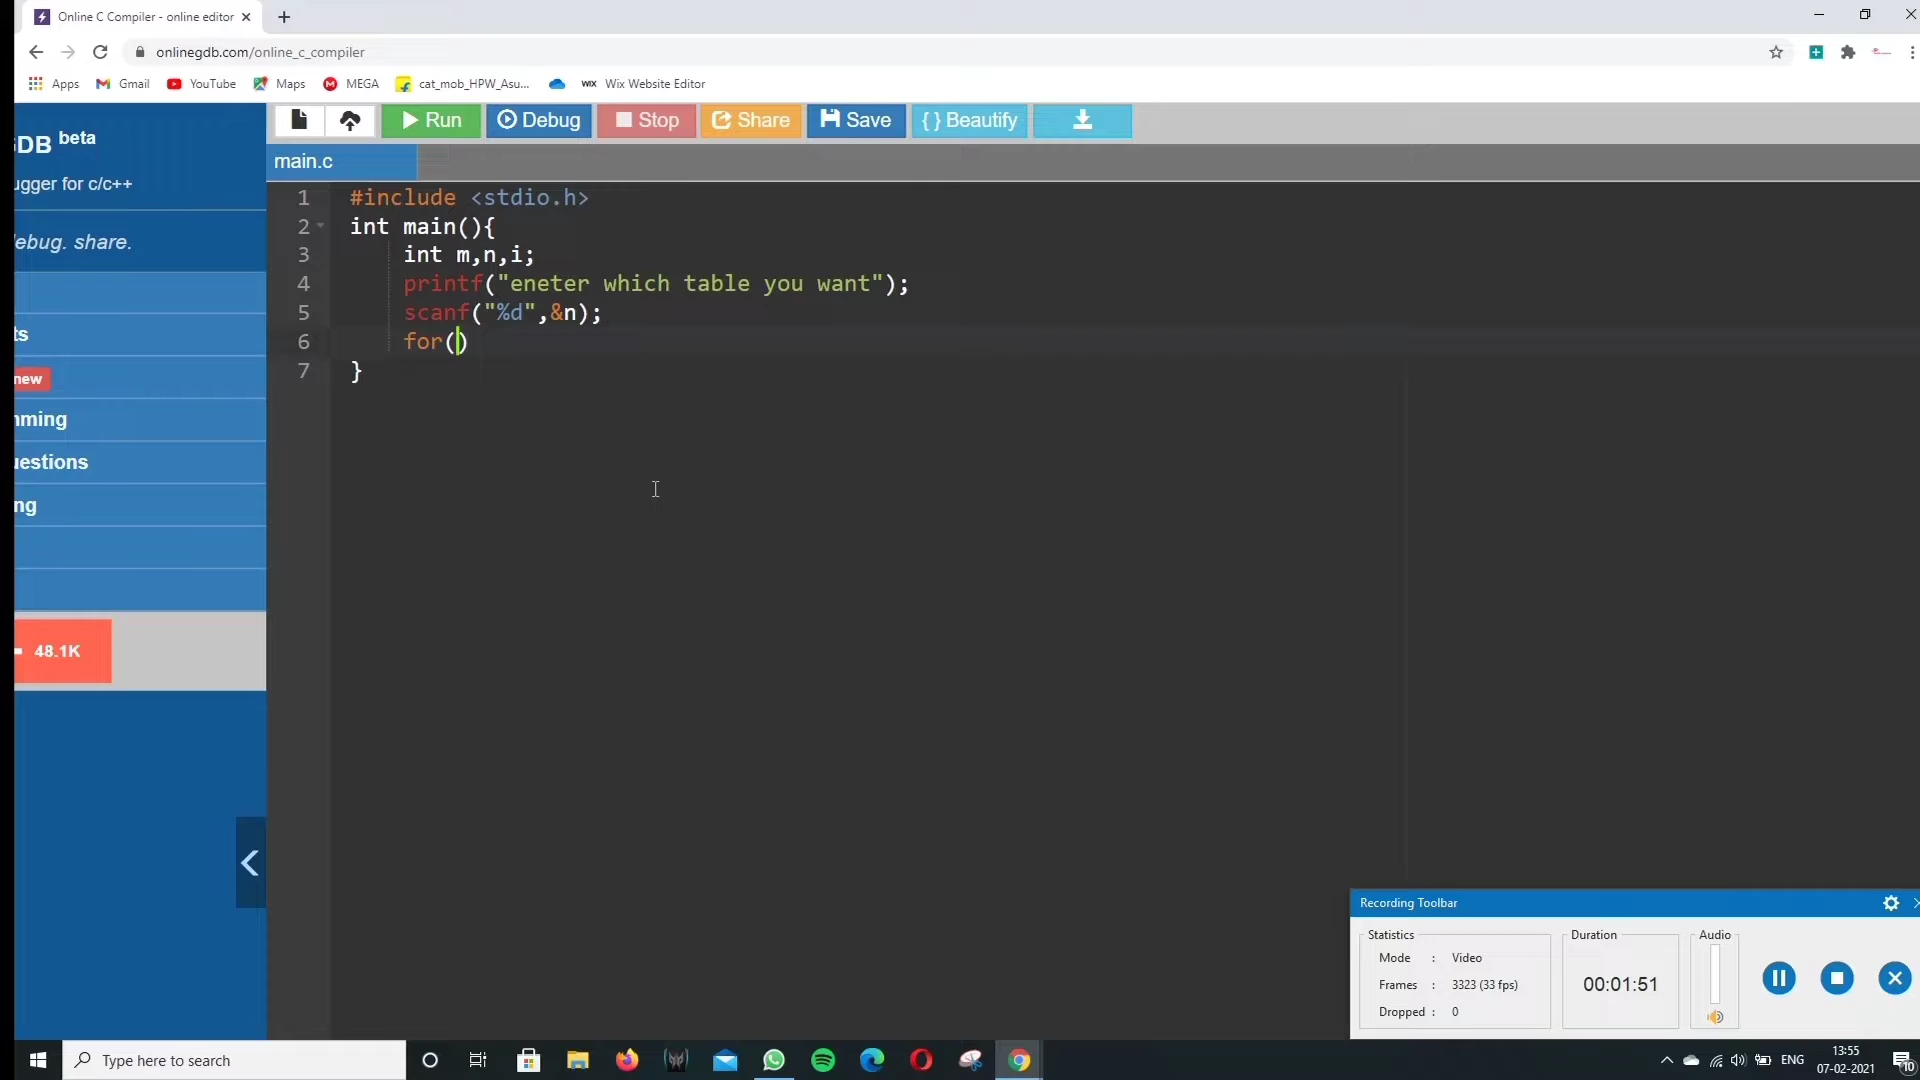 Online C Compiler - online editor
onlinegdb.com/online_c_compiler
Apps Gmail YouTube Maps MEGA cat_mob_HPW_Asu... WIX Wix Website Editor
GDB beta
ugger for c/c++
ebug. share.
ts
new
mming
uestions
ng
48.1K
Run Debug Stop Share Save { } Beautify
main.c
1 #include <stdio.h>
2 int main(){
3 int m,n,i;
4 printf("eneter which table you want");
5 scanf("%d",&n);
6 for()
7 }
Recording Toolbar
Statistics
Mode : Video
Frames : 3323 (33 fps)
Dropped : 0
Duration
00:01:51
Audio
Type here to search
ENG
13:55
07-02-2021
10